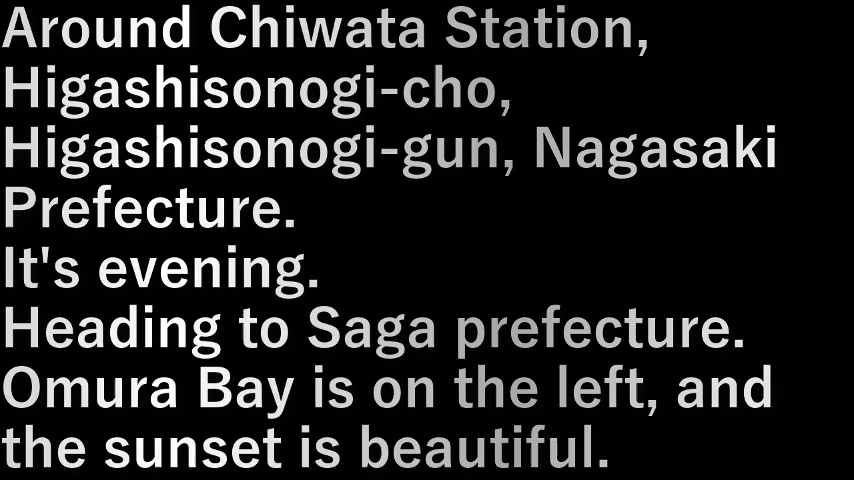 Around Chiwata Station,
Higashisonogi-cho,
Higashisonogi-gun, Nagasaki
Prefecture.
It's evening.
Heading to Saga prefecture.
Omura Bay is on the left, and
the sunset is beautiful.